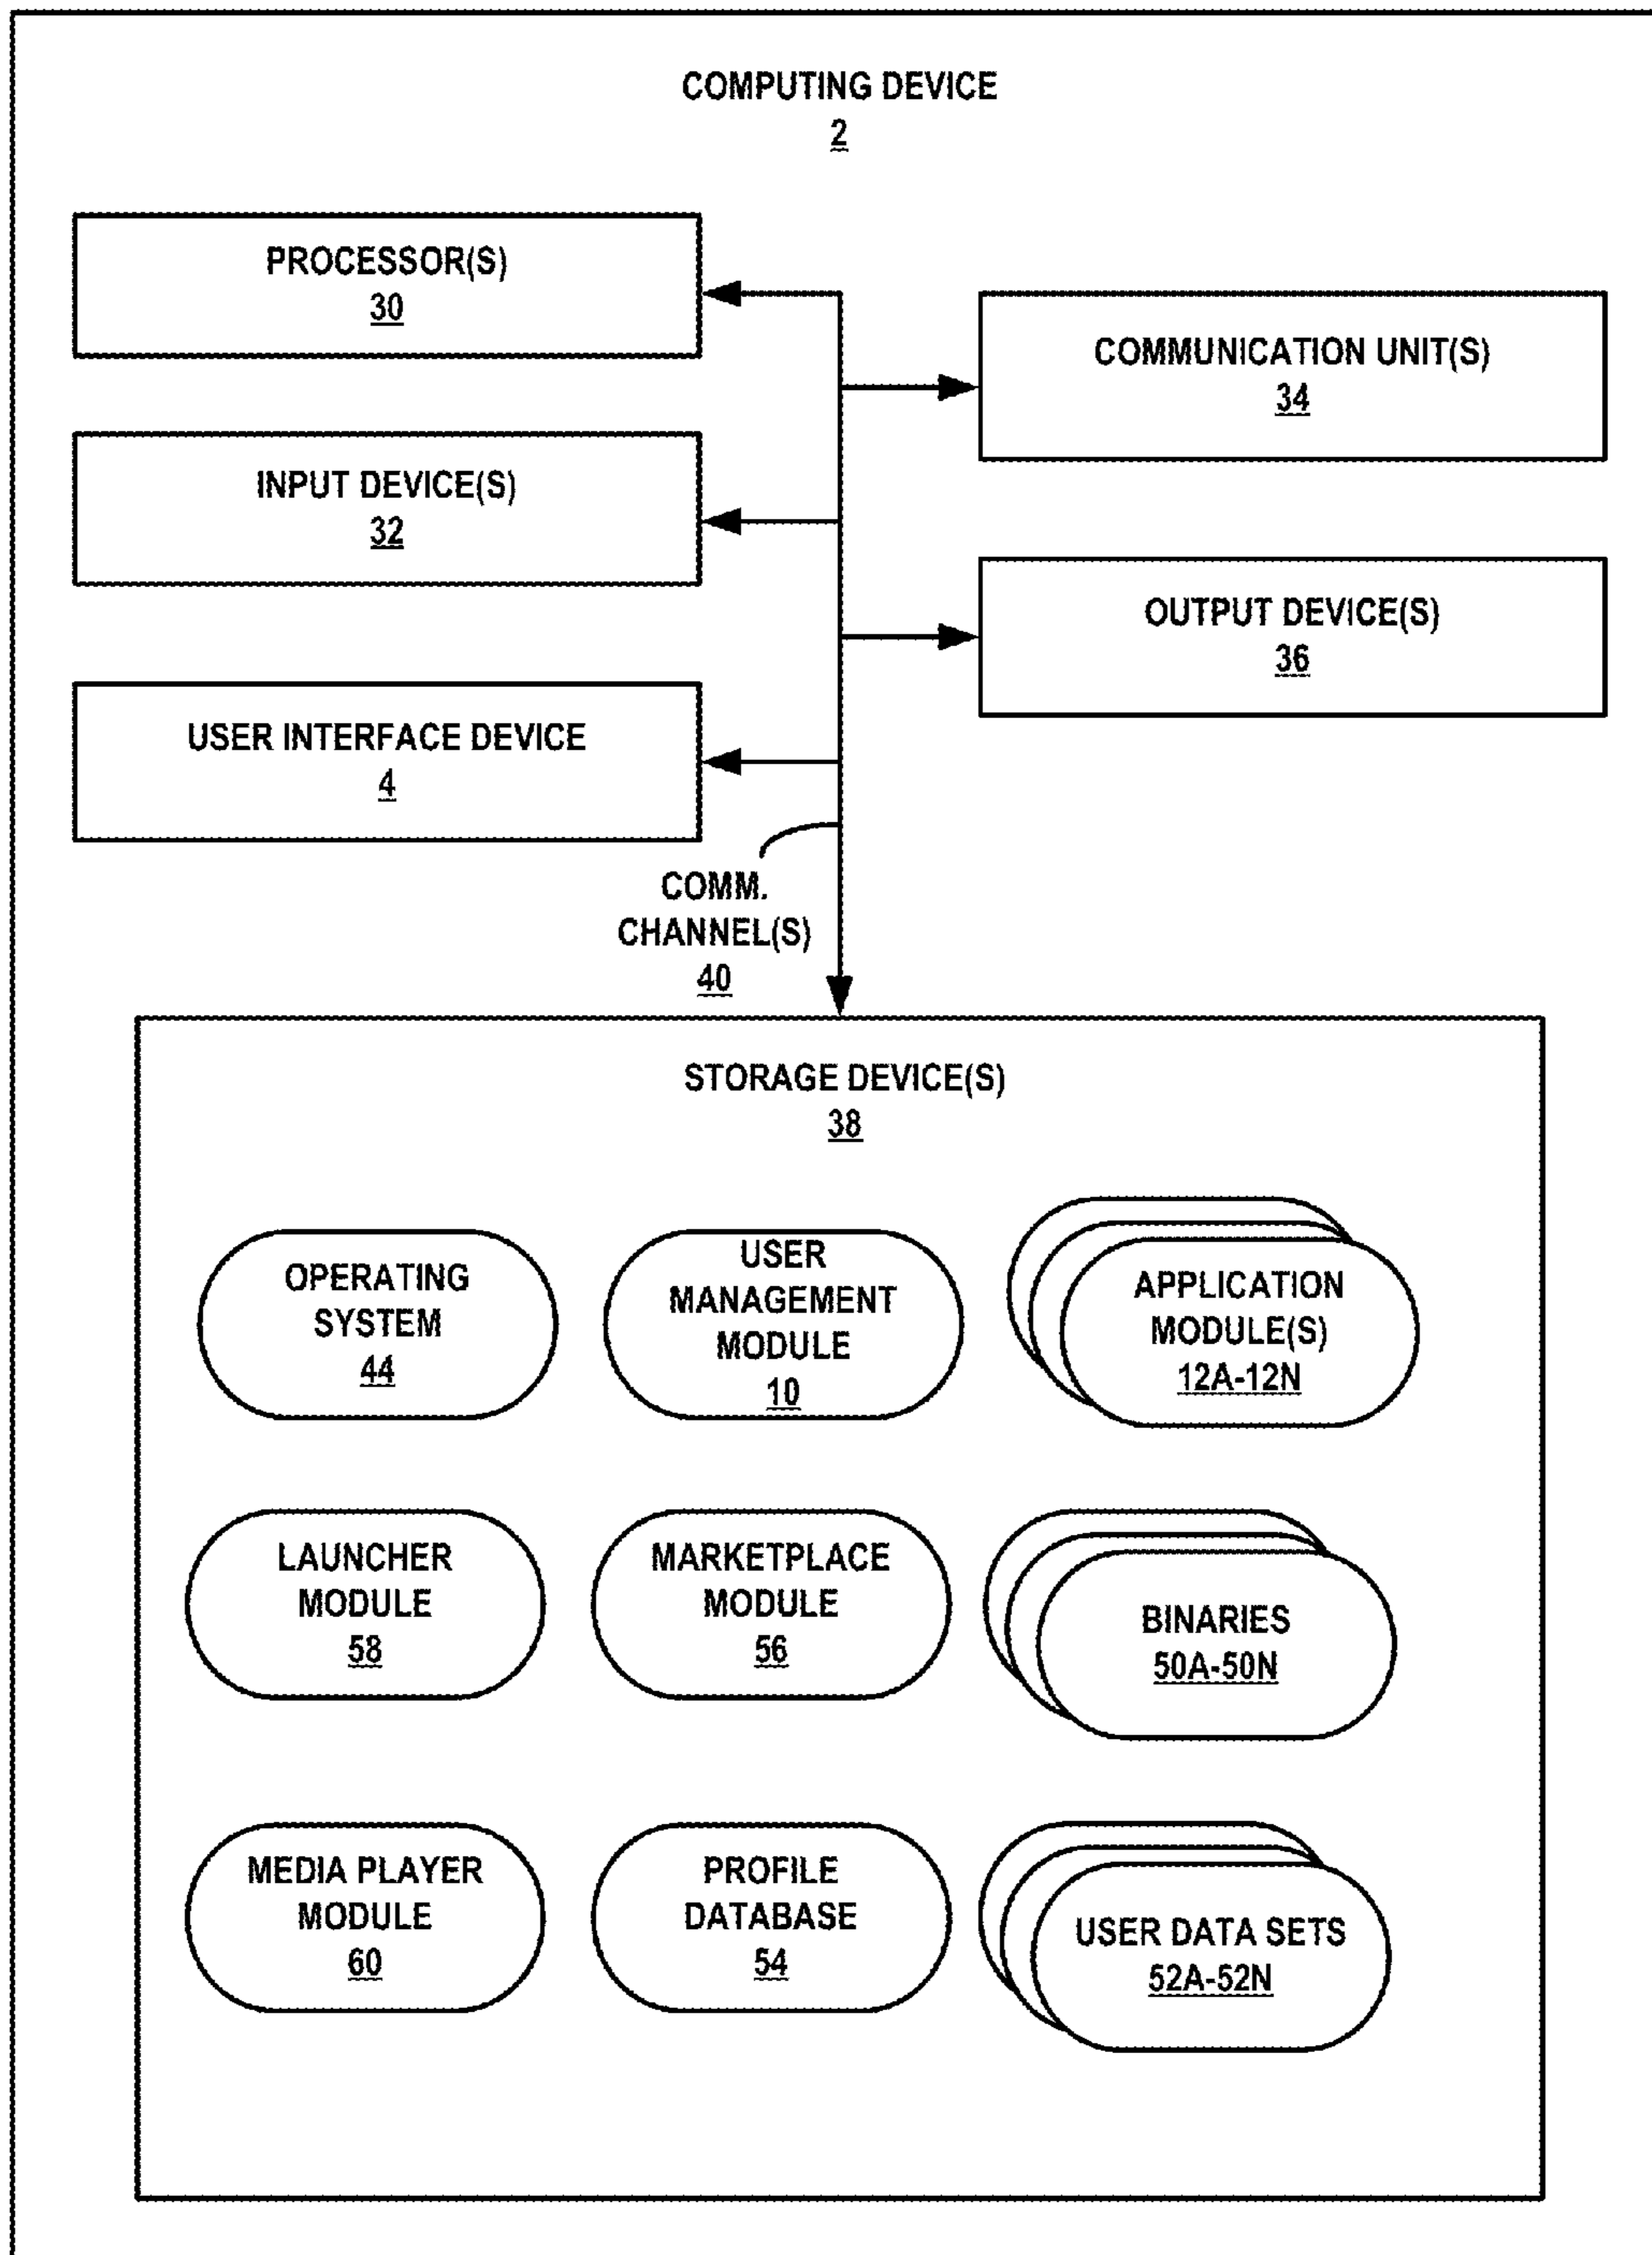 COMPUTING DEVICE
2
PROCESSOR(S)
30
COMMUNICATION UNIT(S)
34
INPUT DEVICE(S)
32
OUTPUT DEVICE(S)
36
USER INTERFACE DEVICE
4
COMM.
CHANNEL(S)
40
STORAGE DEVICE(S)
38
OPERATING
SYSTEM
44
USER
MANAGEMENT
MODULE
10
APPLICATION
MODULE(S)
12A-12N
LAUNCHER
MODULE
58
MARKETPLACE
MODULE
56
BINARIES
50A-50N
MEDIA PLAYER
MODULE
60
PROFILE
DATABASE
54
USER DATA SETS
52A-52N